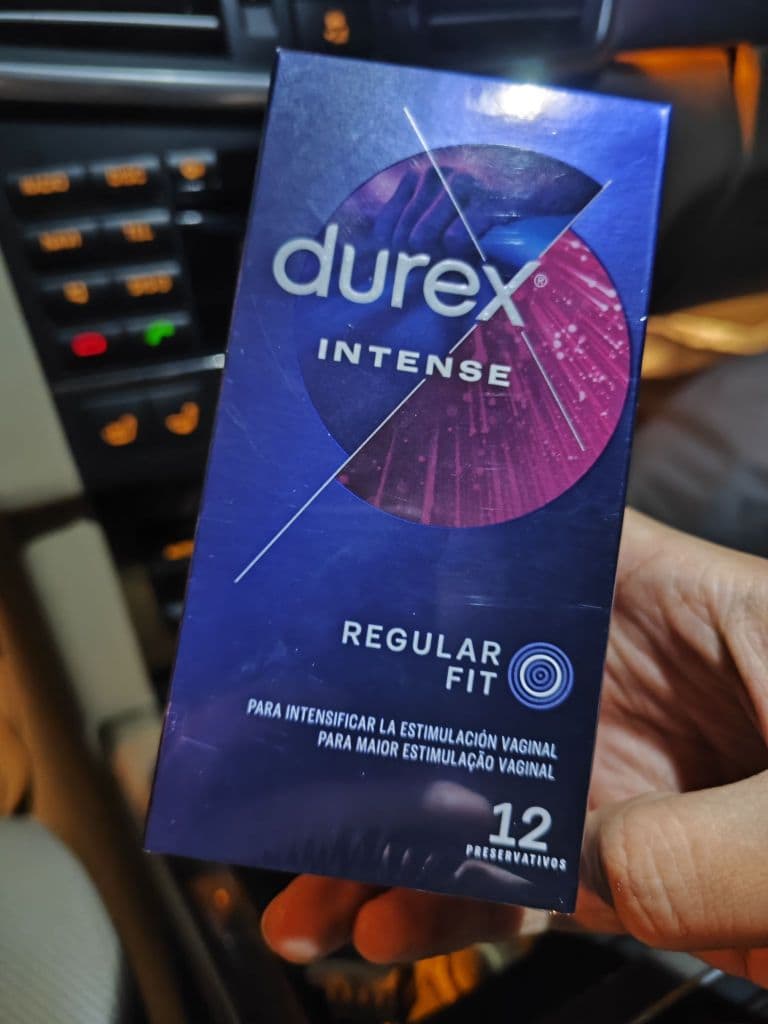 durex®
INTENSE
REGULAR
FIT
PARA INTENSIFICAR LA ESTIMULACIÓN VAGINAL
PARA MAIOR ESTIMULAÇÃO VAGINAL
12
PRESERVATIVOS